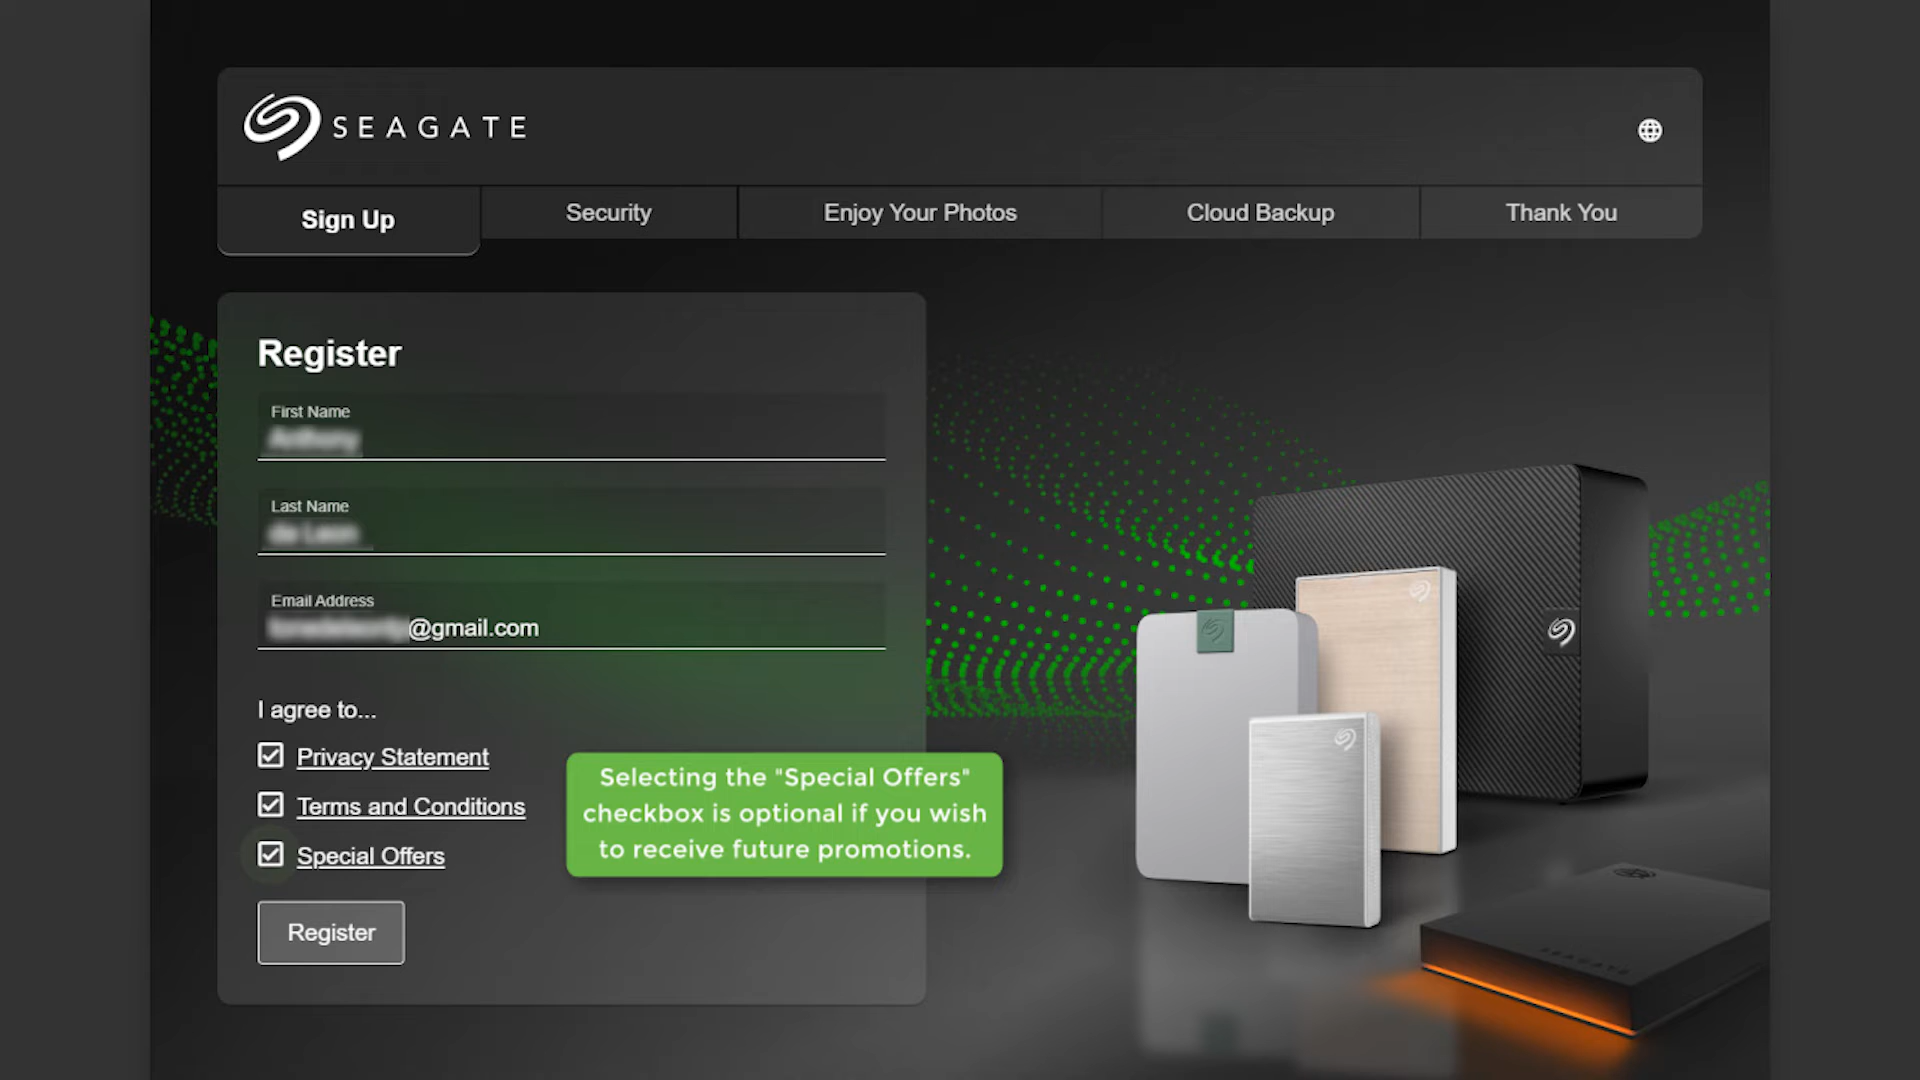 SEAGATE
Sign Up
Security
Enjoy Your Photos
Cloud Backup
Thank You
Register
First Name
Last Name
Email Address
@gmail.com
I agree to...
Privacy Statement
Terms and Conditions
Special Offers
Selecting the "Special Offers"
checkbox is optional if you wish
to receive future promotions.
Register
SEAGATE